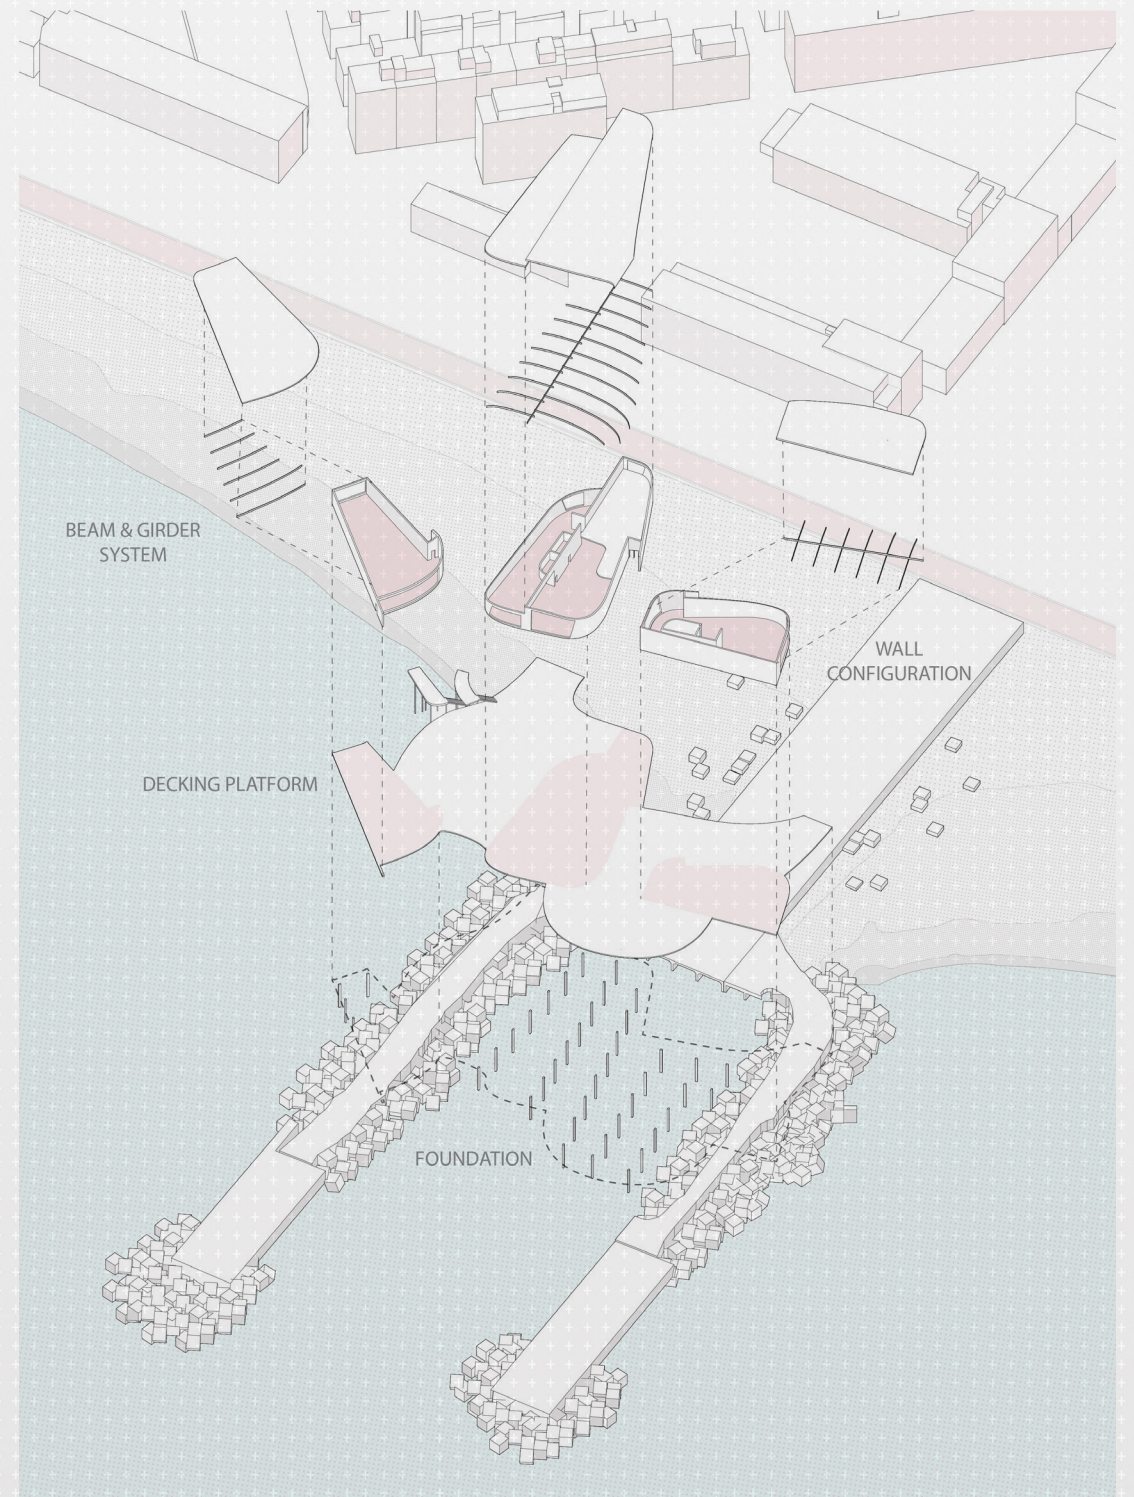 BEAM & GIRDER
SYSTEM
WALL
CONFIGURATION
DECKING PLATFORM
FOUNDATION